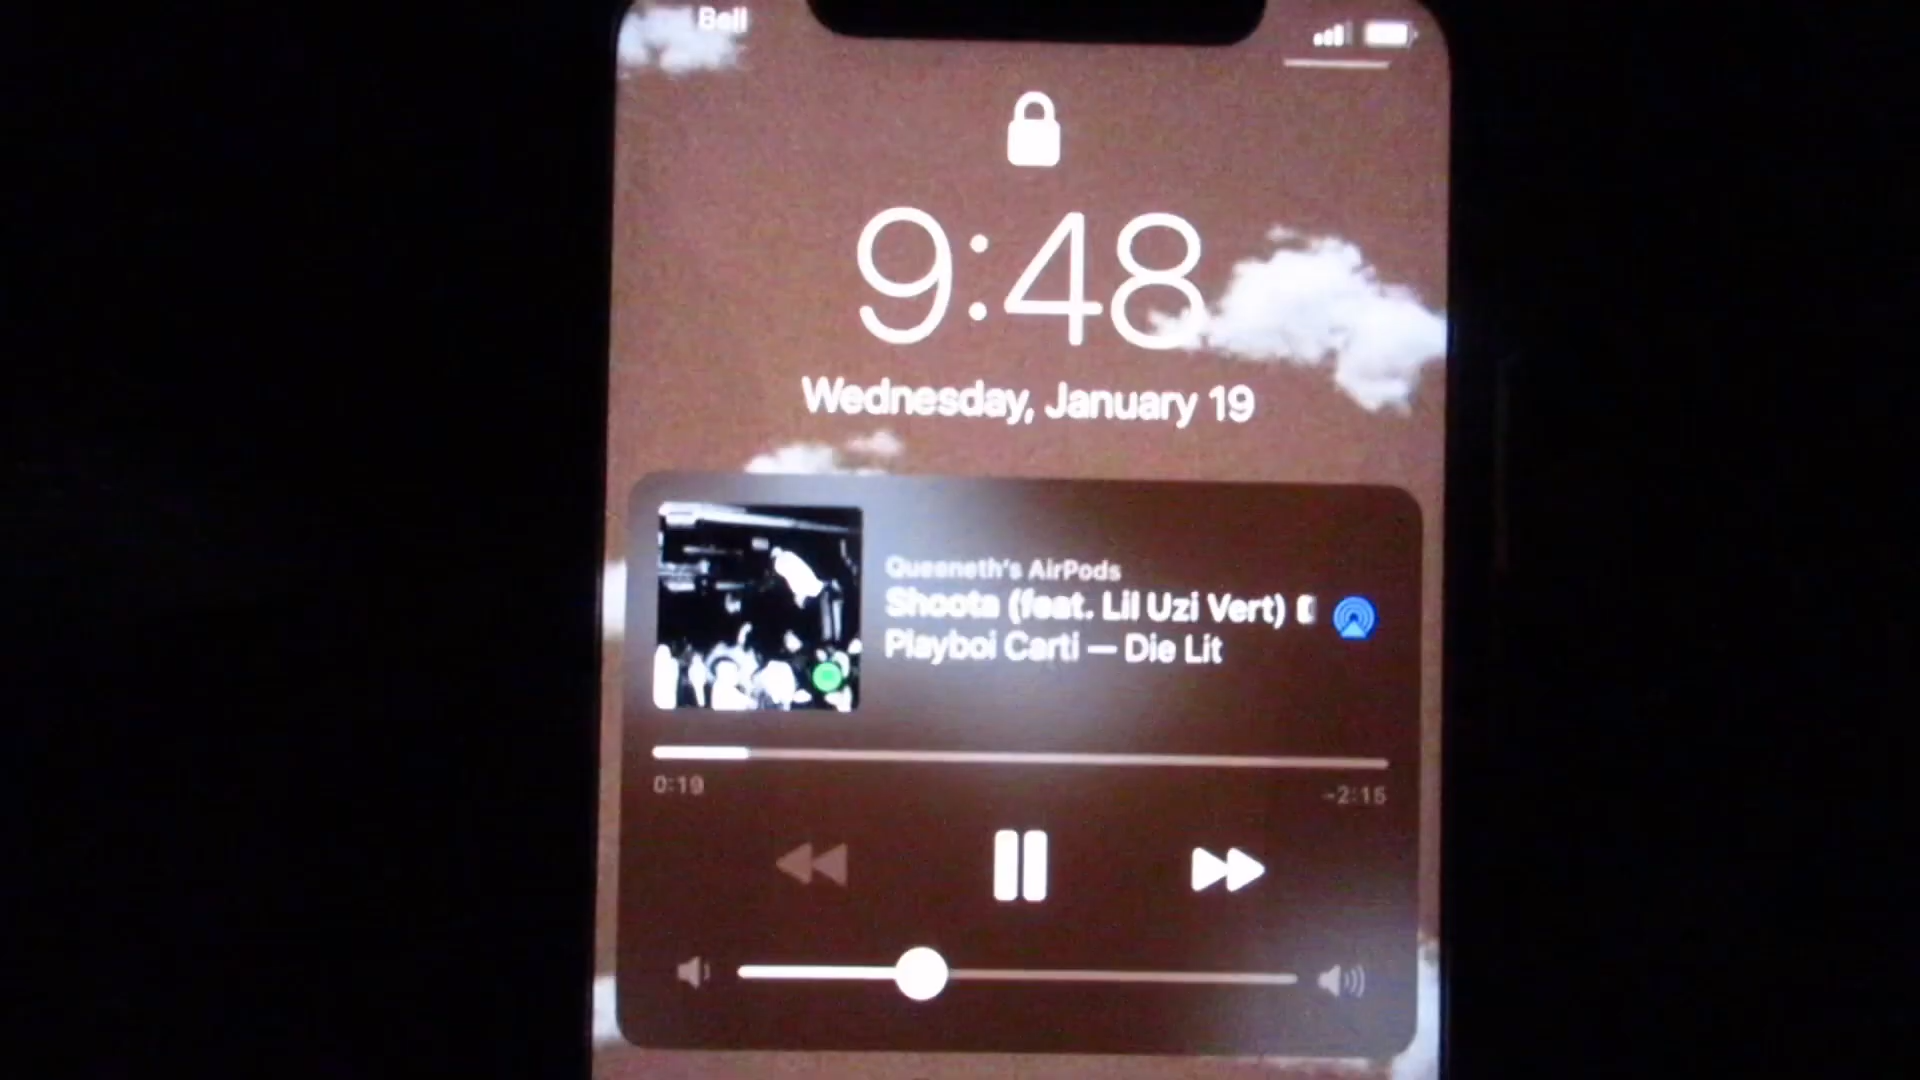 Bell
9:48
Wednesday, January 19
Queeneth's AirPods
Shoota (feat. Lil Uzi Vert)
Playboi Carti — Die Lit
0:19
-2:15